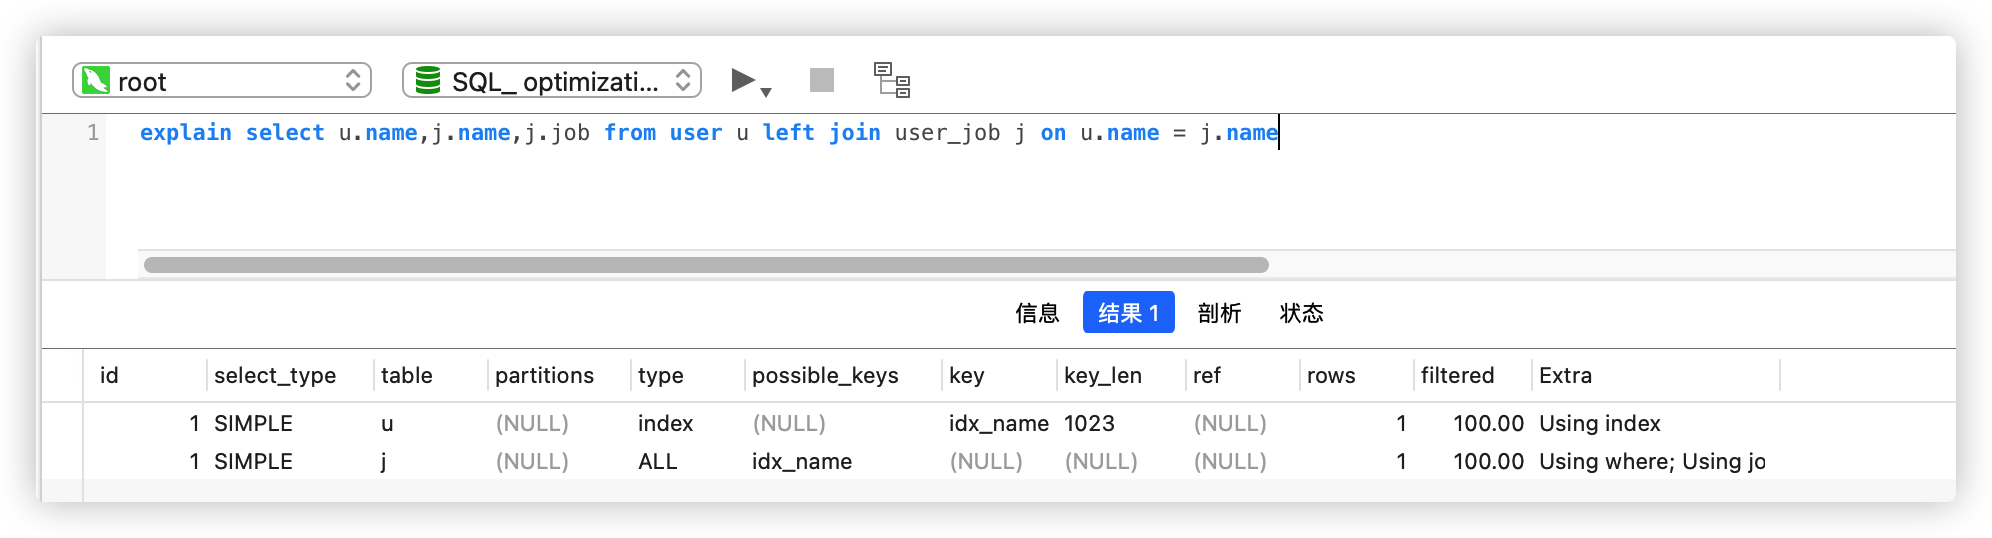 root SQL_ optimizati...
1 explain select u.name,j.name,j.job from user u left join user_job j on u.name = j.name
信息 结果 1 剖析 状态
id select_type table partitions type possible_keys key key_len ref rows filtered Extra
1 SIMPLE u (NULL) index (NULL) idx_name 1023 (NULL) 1 100.00 Using index
1 SIMPLE j (NULL) ALL idx_name (NULL) (NULL) (NULL) 1 100.00 Using where; Using jo